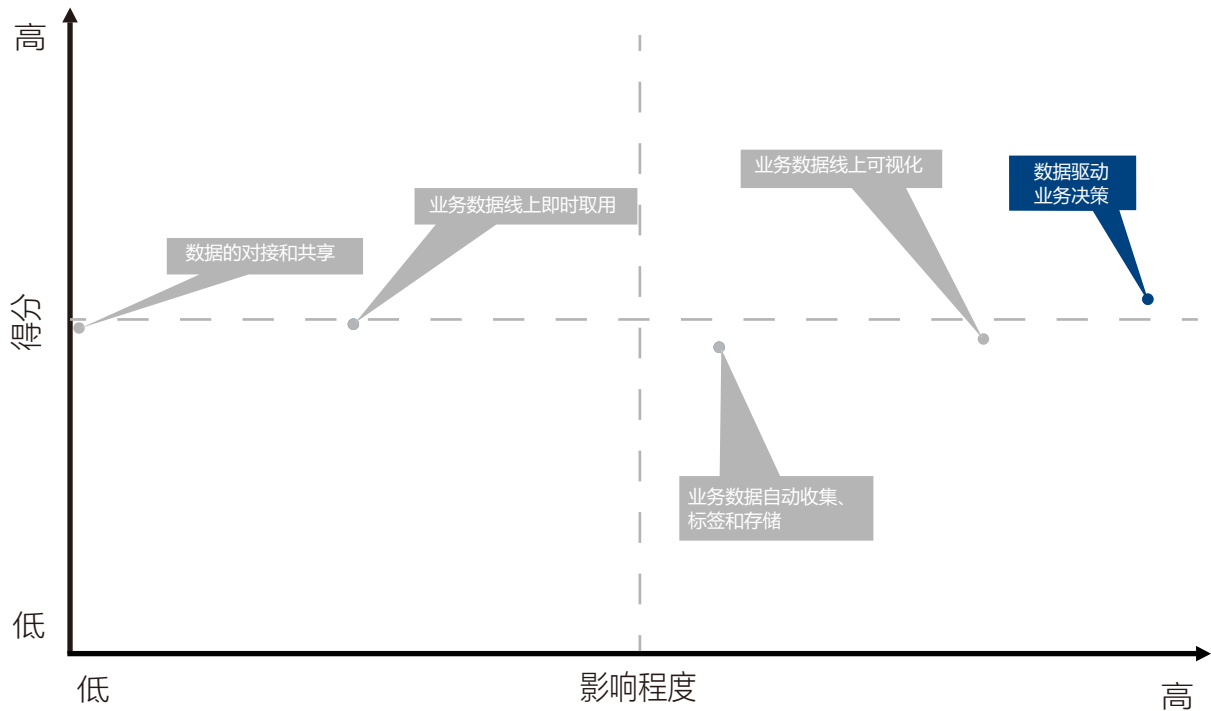 高
业务数据线上可视化
数据驱动
业务决策
业务数据线上即时取用
数据的对接和共享
得分
业务数据自动收集、
标签和存储
低
低
影响程度
高